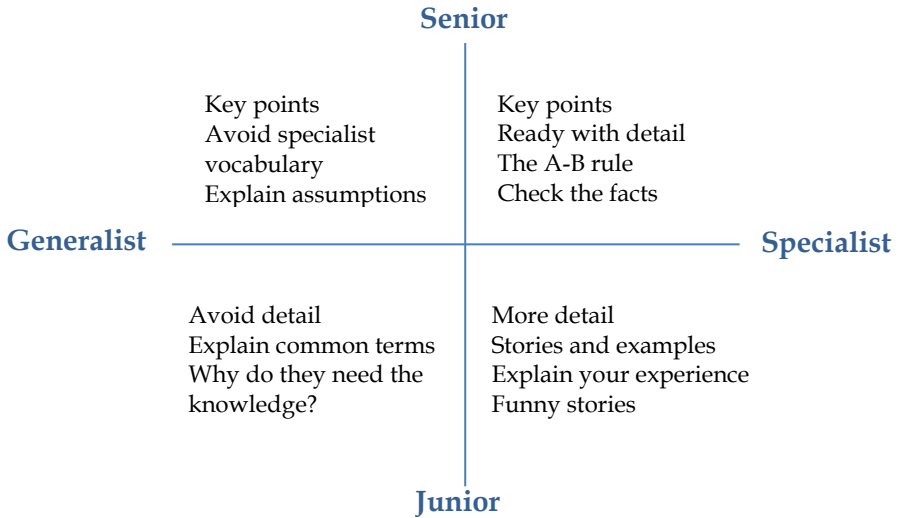 Senior
Key points
Avoid specialist
vocabulary
Explain assumptions
Key points
Ready with detail
The A-B rule
Check the facts
Generalist
Specialist
Avoid detail
Explain common terms
Why do they need the
knowledge?
More detail
Stories and examples
Explain your experience
Funny stories
Junior